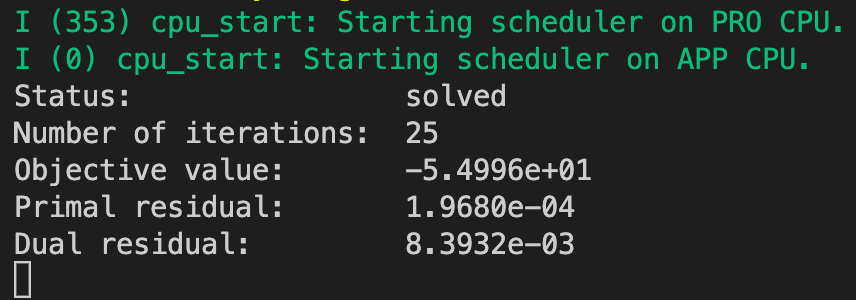 I (353) cpu_start: Starting scheduler on PRO CPU.
I (0) cpu_start: Starting scheduler on APP CPU.
Status:                 solved
Number of iterations:  25
Objective value:        -5.4996e+01
Primal residual:        1.9680e-04
Dual residual:          8.3932e-03